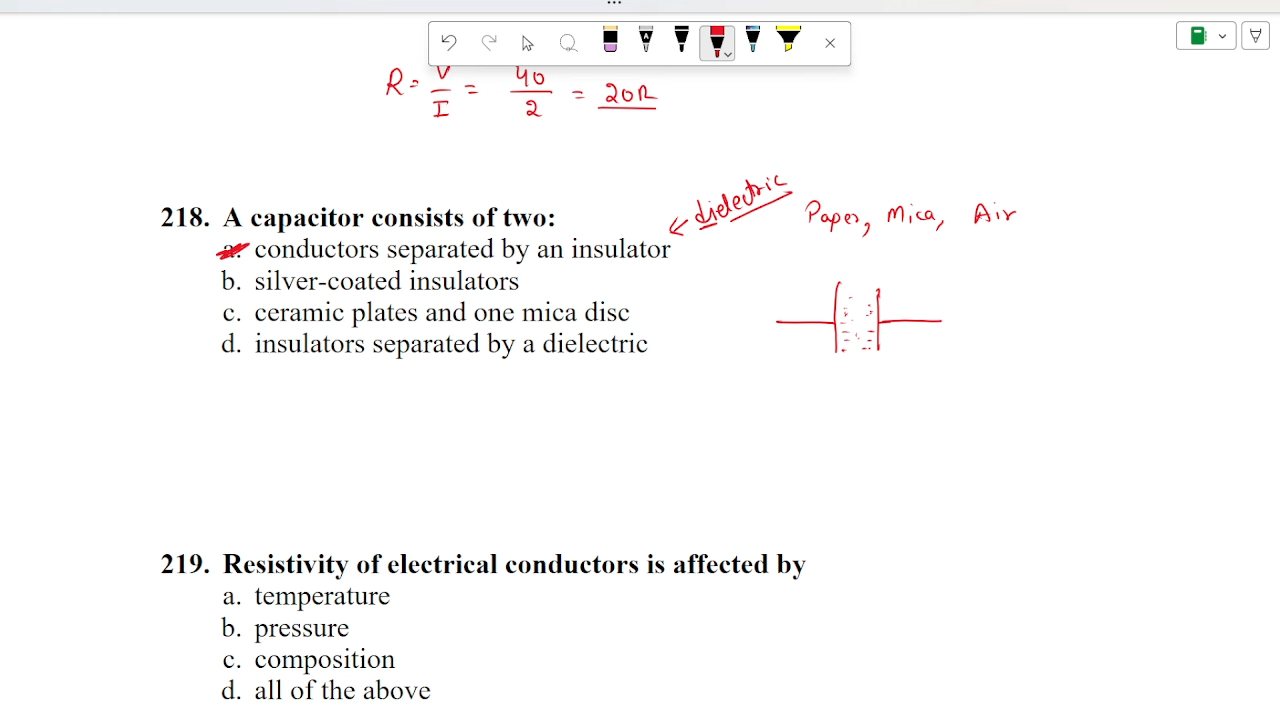 R = V/I = 40/2 = 20Ω
218. A capacitor consists of two:
a. conductors separated by an insulator
← dielectric
Paper, Mica, Air
b. silver-coated insulators
c. ceramic plates and one mica disc
d. insulators separated by a dielectric
219. Resistivity of electrical conductors is affected by
a. temperature
b. pressure
c. composition
d. all of the above